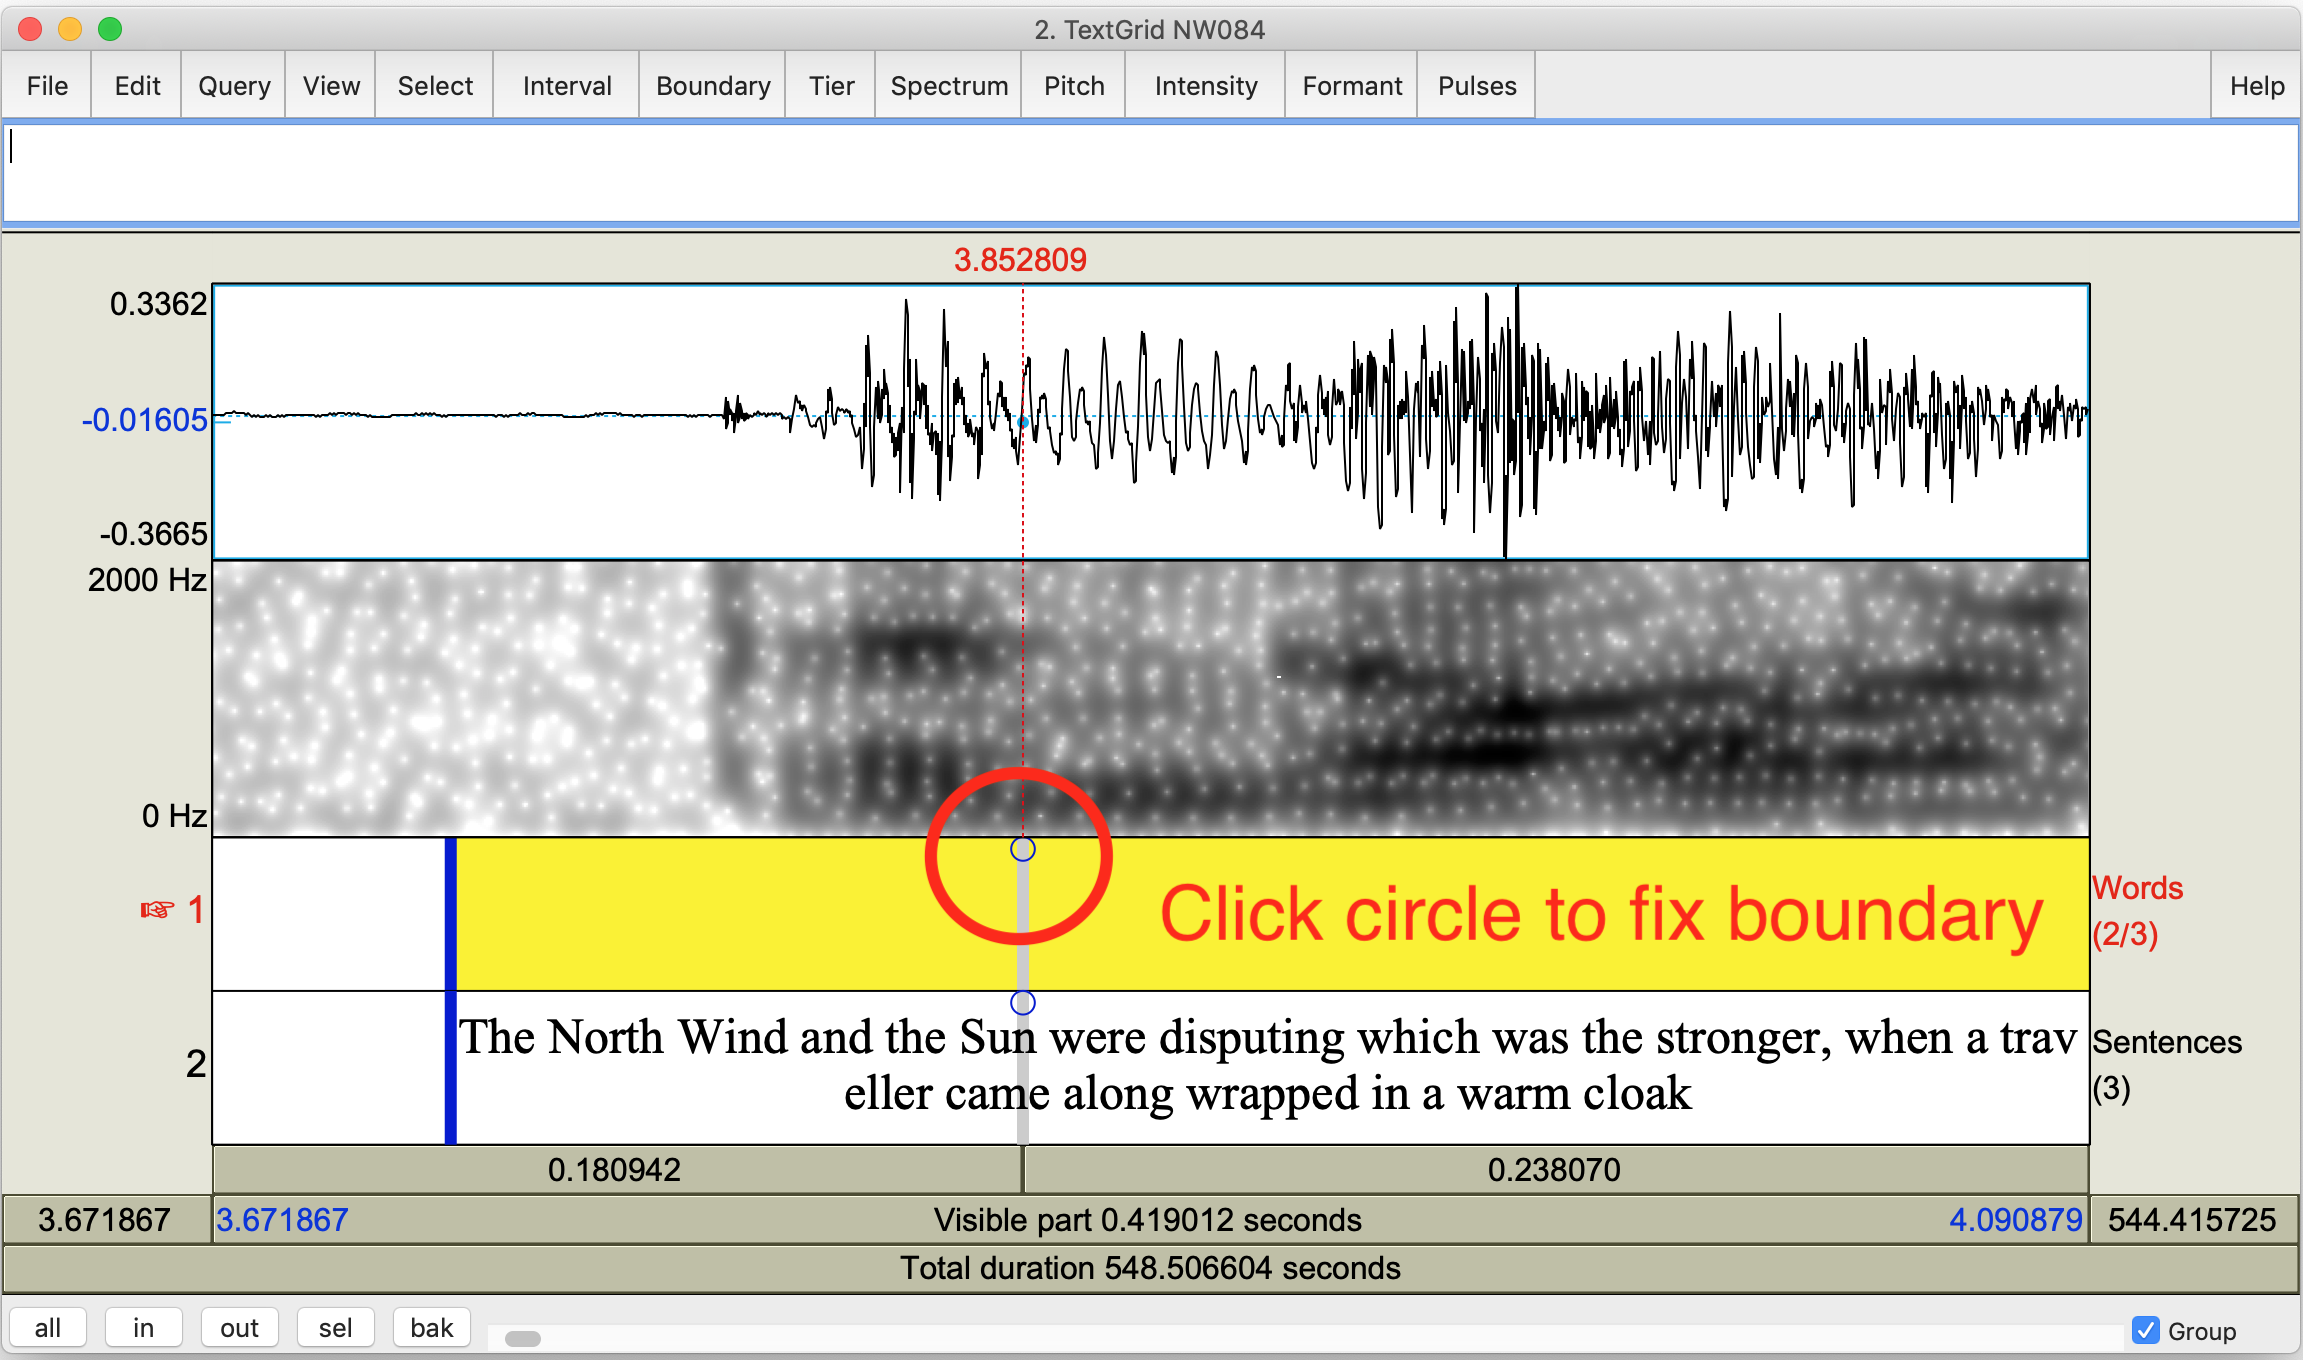 2. TextGrid NW084
File Edit Query View Select Interval Boundary Tier Spectrum Pitch Intensity Formant Pulses Help
3.852809
0.3362
-0.01605
-0.3665
2000 Hz
0 Hz
☞ 1
Click circle to fix boundary
Words
(2/3)
2
The North Wind and the Sun were disputing which was the stronger, when a trav
eller came along wrapped in a warm cloak
Sentences
(3)
0.180942 0.238070
3.671867 3.671867 Visible part 0.419012 seconds 4.090879 544.415725
Total duration 548.506604 seconds
all in out sel bak Group